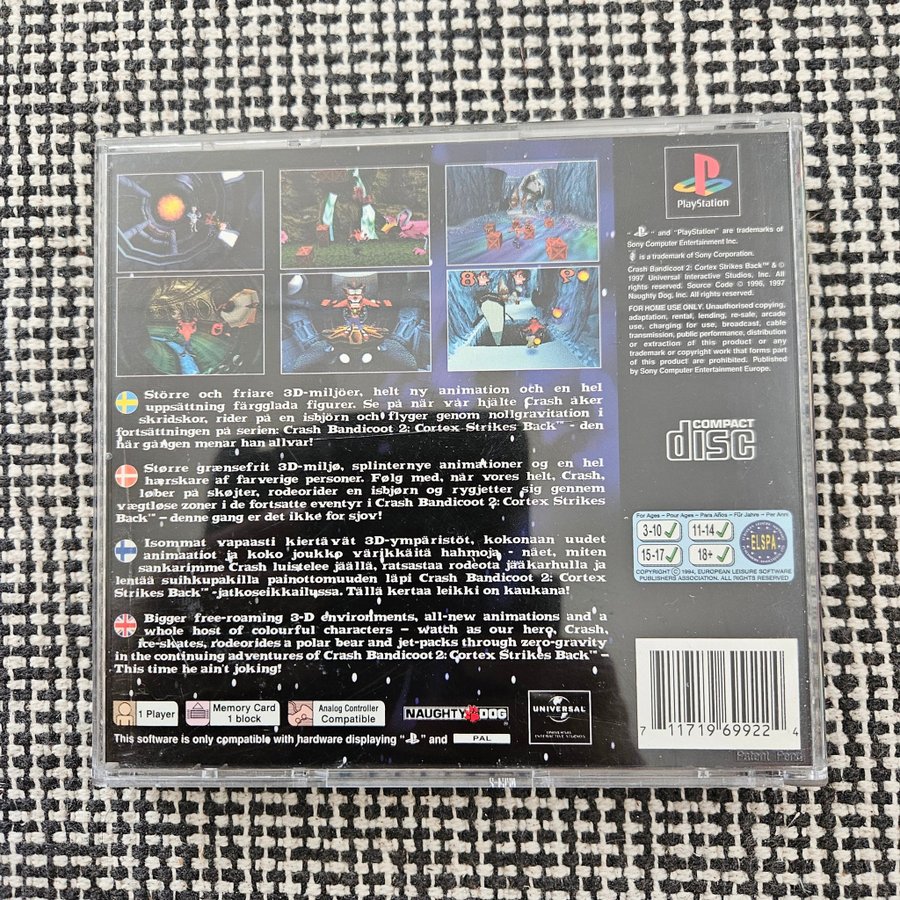 PlayStation
" " and "PlayStation" are trademarks of
Sony Computer Entertainment Inc.
is a trademark of Sony Corporation.
Crash Bandicoot 2: Cortex Strikes Back™ & ©
1997 Universal Interactive Studios, Inc. All
rights reserved. Source Code © 1996, 1997
Naughty Dog, Inc. All rights reserved.
FOR HOME USE ONLY. Unauthorised copying,
adaptation, rental, lending, re-sale, arcade
use, charging for use, broadcast, cable
transmission, public performance, distribution
or extraction of this product or any
trademark or copyright work that forms part
of this product are prohibited. Published
by Sony Computer Entertainment Europe.
Större och friare 3D-miljöer, helt ny animation och en hel
uppsättning färgglada figurer. Se på när vår hjälte Crash åker
skridskor, rider på en isbjörn och flyger genom nollgravitation i
fortsättningen på serien: Crash Bandicoot 2: Cortex Strikes Back™ - den
här gången menar han allvar!
Større grænsefrit 3D-miljø, splinternye animationer og en hel
hærskare af farverige personer. Følg med, når vores helt, Crash,
løber på skøjter, rodeorider en isbjørn og rygjetter sig gennem
vægtløse zoner i de fortsatte eventyr i Crash Bandicoot 2: Cortex Strikes
Back™ – denne gang er det ikke for sjov!
Isommat vapaasti kiertävät 3D-ympäristöt, kokonaan uudet
animaatiot ja koko joukko värikkäitä hahmoja - näet, miten
sankarimme Crash luistelee jäällä, ratsastaa rodeota jääkarhulla ja
lentää suihkupakilla painottomuuden läpi Crash Bandicoot 2: Cortex
Strikes Back™ -jatkoseikkailussa. Tällä kertaa leikki on kaukana!
Bigger free-roaming 3-D environments, all-new animations and a
whole host of colourful characters – watch as our hero, Crash,
ice-skates, rodeorides a polar bear and jet-packs through zero-gravity
in the continuing adventures of Crash Bandicoot 2: Cortex Strikes Back™ –
This time he ain't joking!
COMPACT
disc
For Ages – Pour Ages – Para Años – Für Jahre – Per Anni
3-10 11-14
15-17 18+
ELSPA
COPYRIGHT © 1994, EUROPEAN LEISURE SOFTWARE
PUBLISHERS ASSOCIATION. ALL RIGHTS RESERVED
1 Player
Memory Card
1 block
Analog Controller
Compatible
NAUGHTY DOG
UNIVERSAL
UNIVERSAL
INTERACTIVE STUDIOS
This software is only compatible with hardware displaying " " and PAL
7 11719 69922 4
Patent Pend